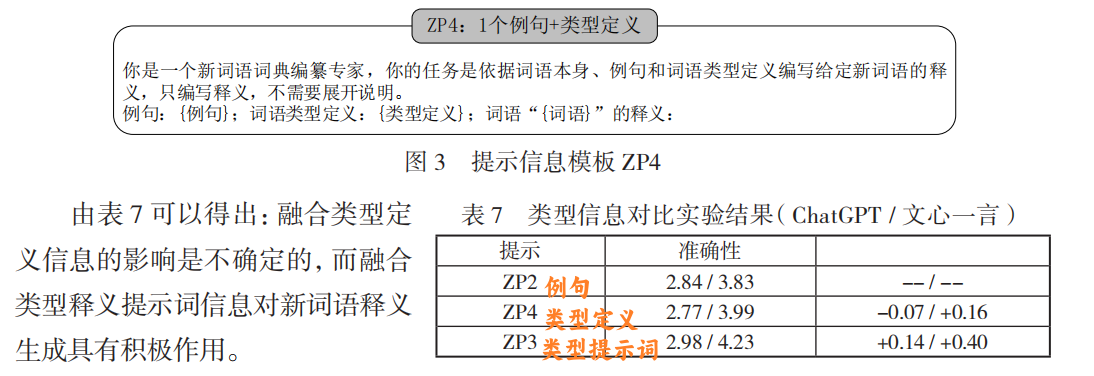 ZP4：1个例句+类型定义
你是一个新词语词典编纂专家，你的任务是依据词语本身、例句和词语类型定义编写给定新词语的释
义，只编写释义，不需要展开说明。
例句：{例句}；词语类型定义：{类型定义}；词语“{词语}”的释义：
图 3 提示信息模板 ZP4
由表 7 可以得出：融合类型定
义信息的影响是不确定的，而融合
类型释义提示词信息对新词语释义
生成具有积极作用。
表 7 类型信息对比实验结果（ChatGPT / 文心一言）
提示 准确性
ZP2 例句 2.84 / 3.83 -- / --
ZP4 类型定义 2.77 / 3.99 -0.07 / +0.16
ZP3 类型提示词 2.98 / 4.23 +0.14 / +0.40